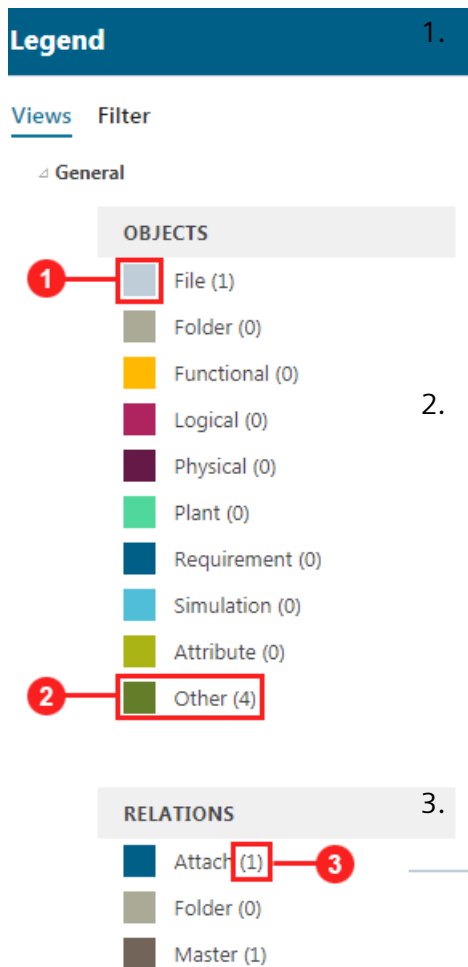 Legend
1.
Views Filter
General
OBJECTS
1 File (1)
Folder (0)
Functional (0)
2.
Logical (0)
Physical (0)
Plant (0)
Requirement (0)
Simulation (0)
Attribute (0)
2 Other (4)
3.
RELATIONS
Attach (1) 3
Folder (0)
Master (1)